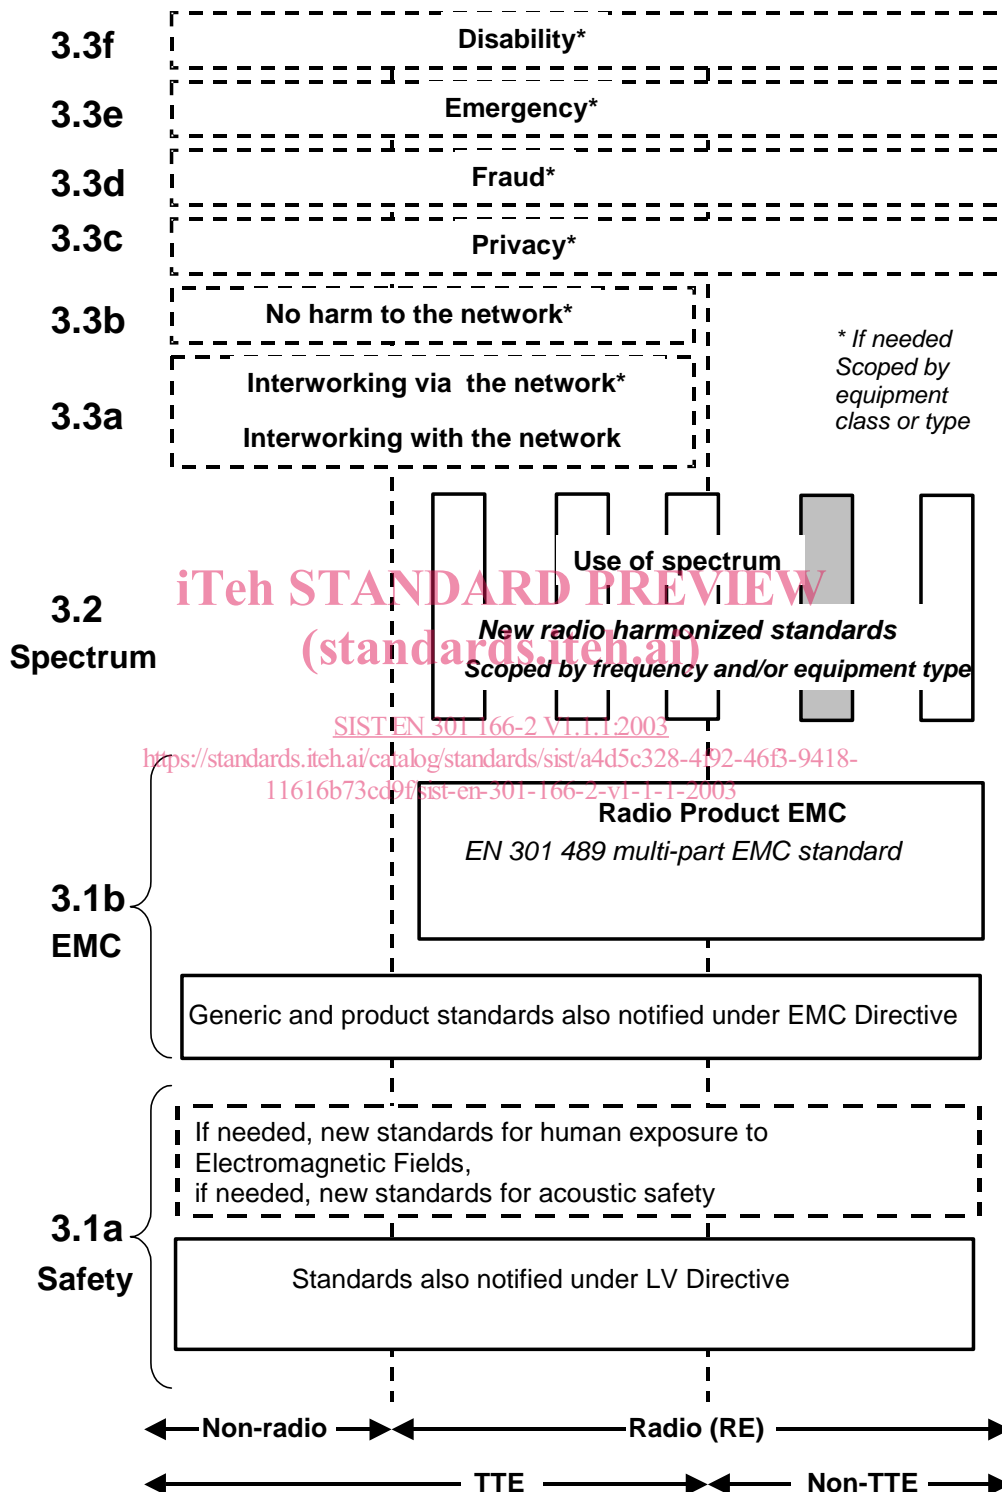 3.3f
Disability*
3.3e
Emergency*
3.3d
Fraud*
3.3c
Privacy*
3.3b
No harm to the network*
* If needed
Scoped by
equipment
class or type
3.3a
Interworking via the network*
Interworking with the network
Use of spectrum
iTeh STANDARD PREVIEW
3.2
Spectrum
New radio harmonized standards
(standards.iteh.ai)
Scoped by frequency and/or equipment type
SIST EN 301 166-2 V1.1.1:2003
https://standards.iteh.ai/catalog/standards/sist/a4d5c328-4f92-46f3-9418-
11616b73cd9f/sist-en-301-166-2-v1-1-1-2003
Radio Product EMC
EN 301 489 multi-part EMC standard
3.1b
EMC
Generic and product standards also notified under EMC Directive
If needed, new standards for human exposure to
Electromagnetic Fields,
if needed, new standards for acoustic safety
3.1a
Safety
Standards also notified under LV Directive
Non-radio
Radio (RE)
TTE
Non-TTE